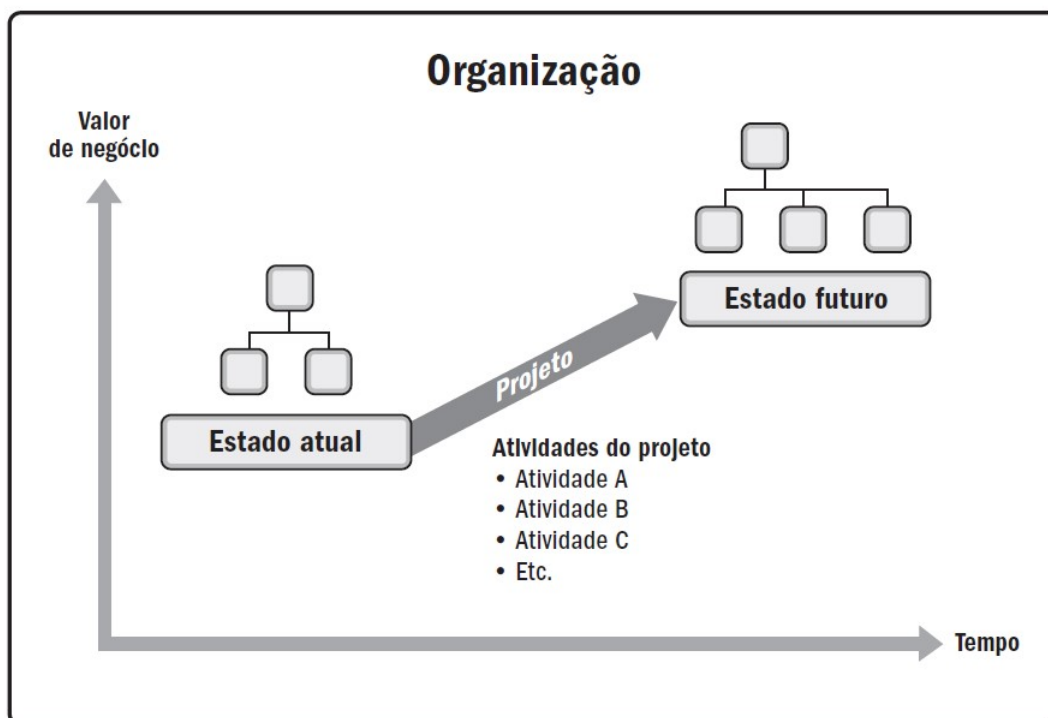 Organização
Valor
de negócio
Estado futuro
Projeto
Estado atual
Atividades do projeto
• Atividade A
• Atividade B
• Atividade C
• Etc.
Tempo